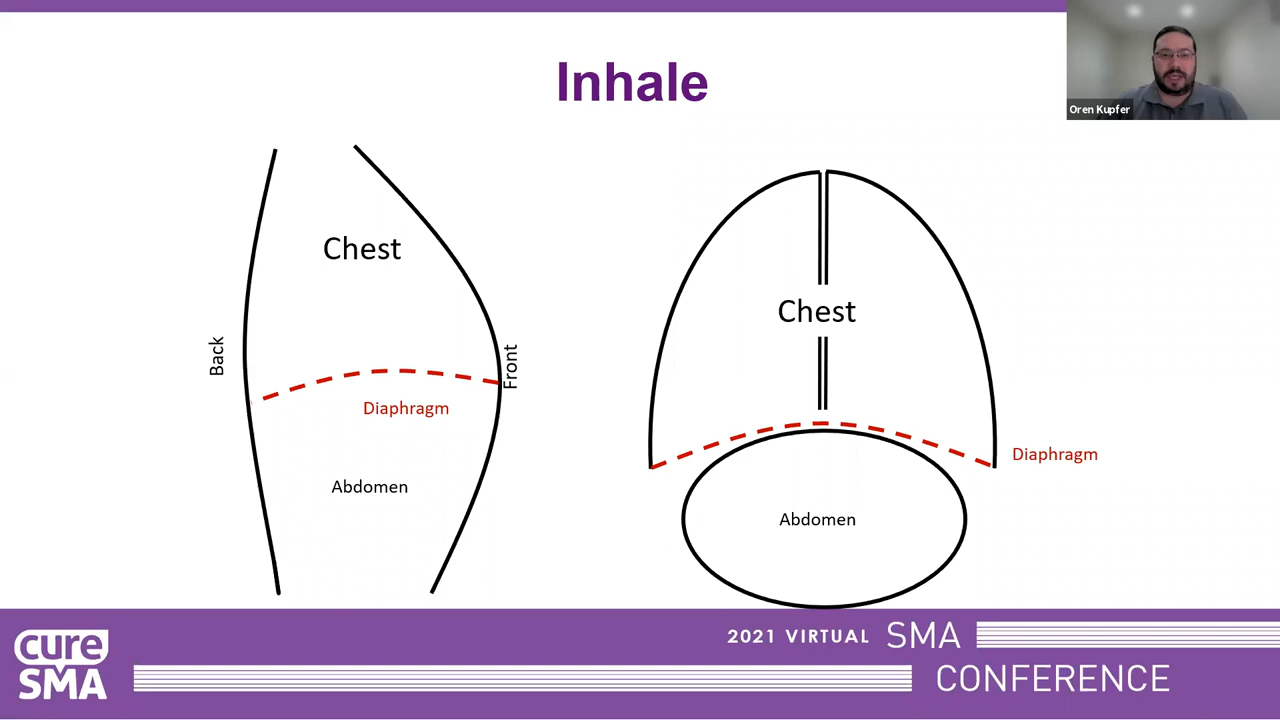 Inhale
Oren Kupfer
Chest
Back
Front
Diaphragm
Abdomen
Chest
Diaphragm
Abdomen
cure
SMA
2021 VIRTUAL SMA
CONFERENCE